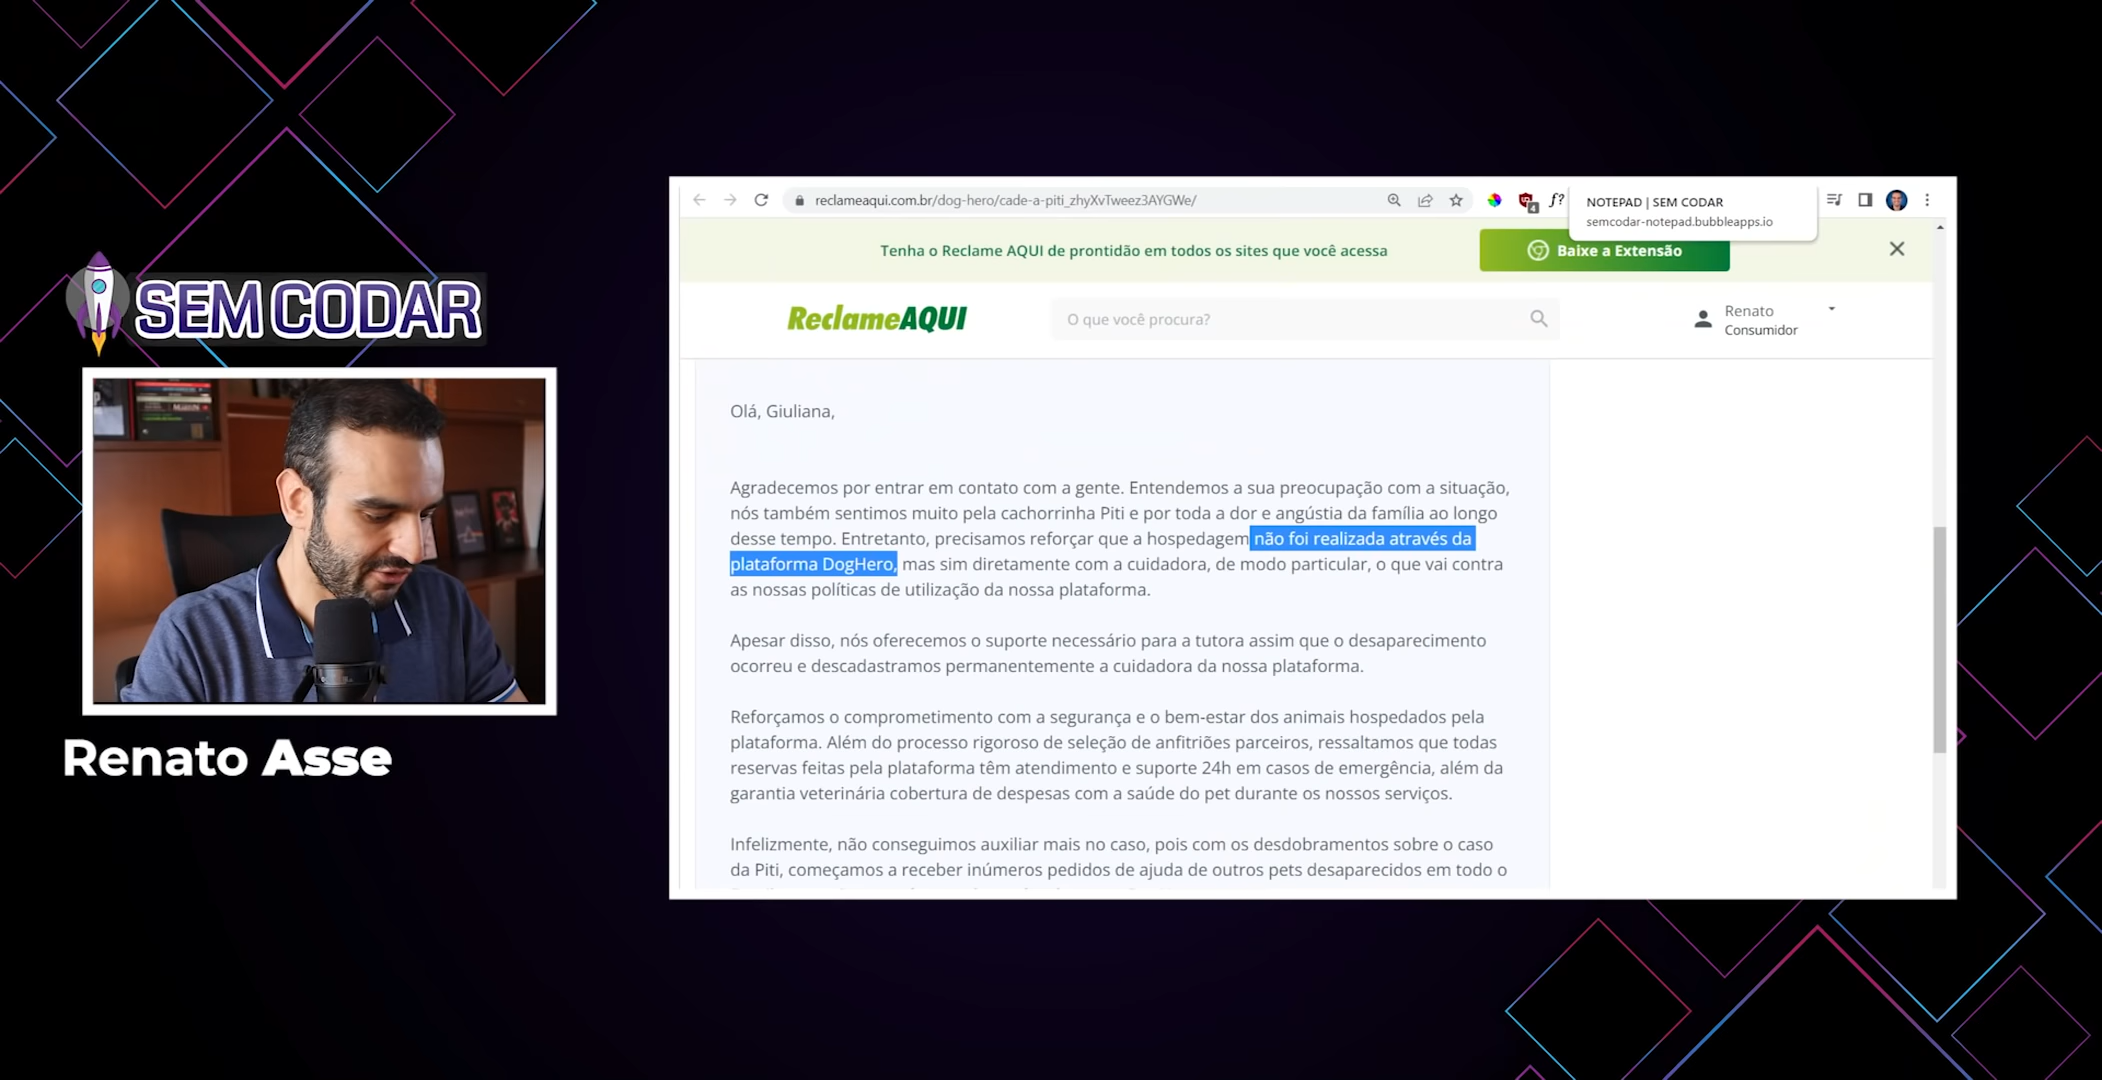 SEM CODAR
Renato Asse
reclameaqui.com.br/dog-hero/cade-a-piti_zhyXvTweez3AYGWe/
4
f?
NOTEPAD | SEM CODAR
semcodar-notepad.bubbleapps.io
Tenha o Reclame AQUI de prontidão em todos os sites que você acessa
Baixe a Extensão
ReclameAQUI
O que você procura?
Renato
Consumidor
Olá, Giuliana,
Agradecemos por entrar em contato com a gente. Entendemos a sua preocupação com a situação,
nós também sentimos muito pela cachorrinha Piti e por toda a dor e angústia da família ao longo
desse tempo. Entretanto, precisamos reforçar que a hospedagem não foi realizada através da
plataforma DogHero, mas sim diretamente com a cuidadora, de modo particular, o que vai contra
as nossas políticas de utilização da nossa plataforma.
Apesar disso, nós oferecemos o suporte necessário para a tutora assim que o desaparecimento
ocorreu e descadastramos permanentemente a cuidadora da nossa plataforma.
Reforçamos o comprometimento com a segurança e o bem-estar dos animais hospedados pela
plataforma. Além do processo rigoroso de seleção de anfitriões parceiros, ressaltamos que todas
reservas feitas pela plataforma têm atendimento e suporte 24h em casos de emergência, além da
garantia veterinária cobertura de despesas com a saúde do pet durante os nossos serviços.
Infelizmente, não conseguimos auxiliar mais no caso, pois com os desdobramentos sobre o caso
da Piti, começamos a receber inúmeros pedidos de ajuda de outros pets desaparecidos em todo o